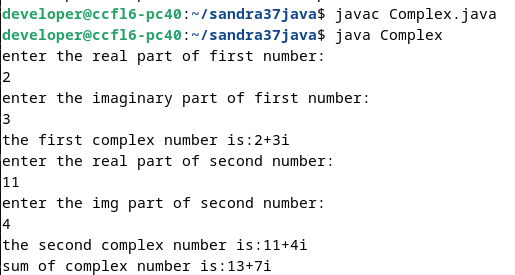 developer@ccfl6-pc40:~/sandra37java$ javac Complex.java
developer@ccfl6-pc40:~/sandra37java$ java Complex
enter the real part of first number:
2
enter the imaginary part of first number:
3
the first complex number is:2+3i
enter the real part of second number:
11
enter the img part of second number:
4
the second complex number is:11+4i
sum of complex number is:13+7i